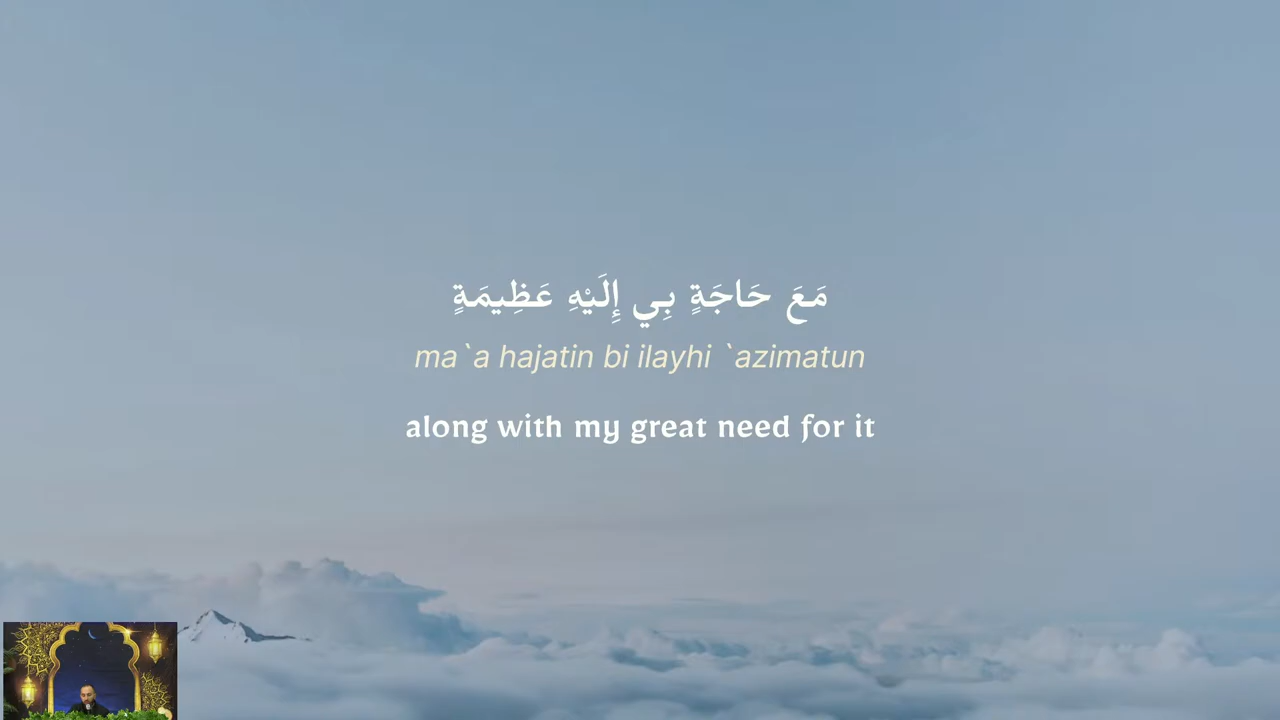 مَعَ حَاجَةٍ بِي إِلَيْهِ عَظِيمَةٍ
ma`a hajatin bi ilayhi `azimatun
along with my great need for it